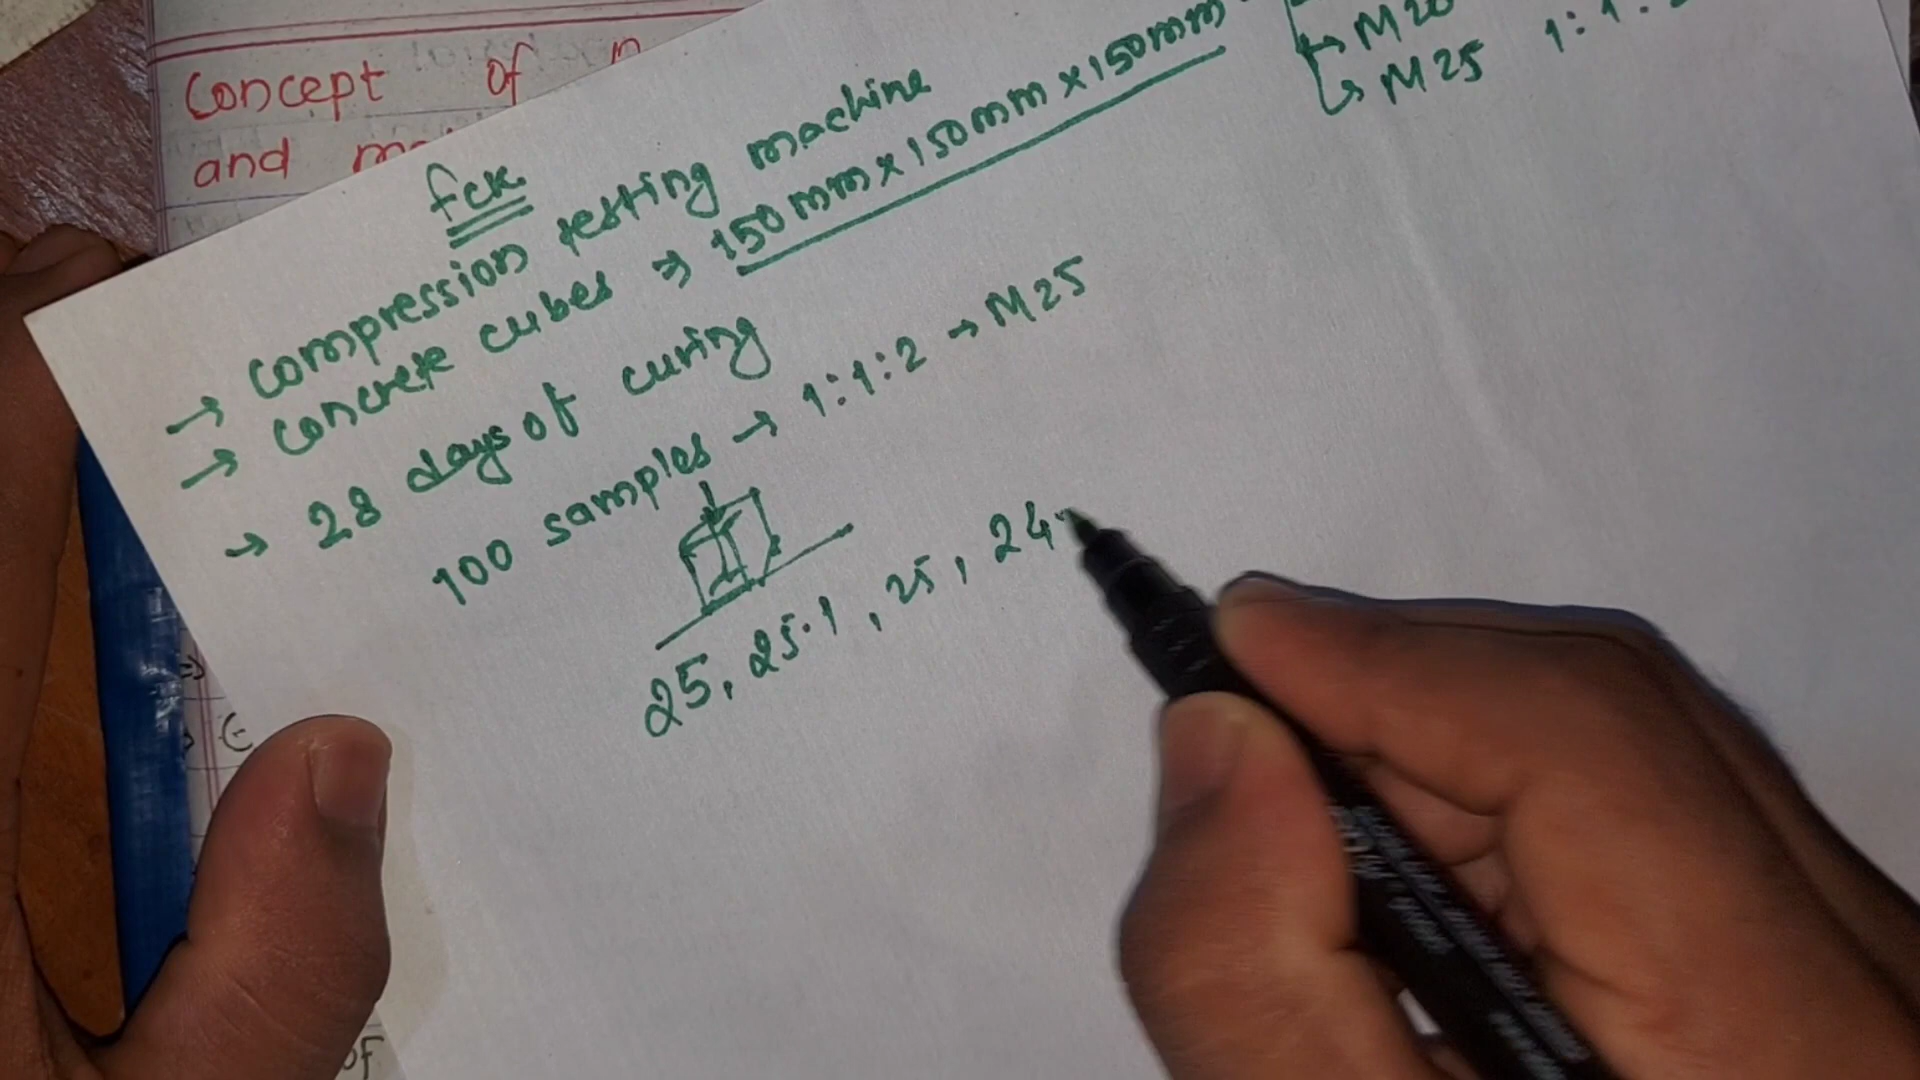 concept of
and
fck
→ compression testing machine
→ concrete cubes ⇒ 150mm×150mm×150mm
→ 28 days of curing
100 samples → 1:1:2 → M25
25, 25.1, 25, 24.
M20
M25 1:1:
of